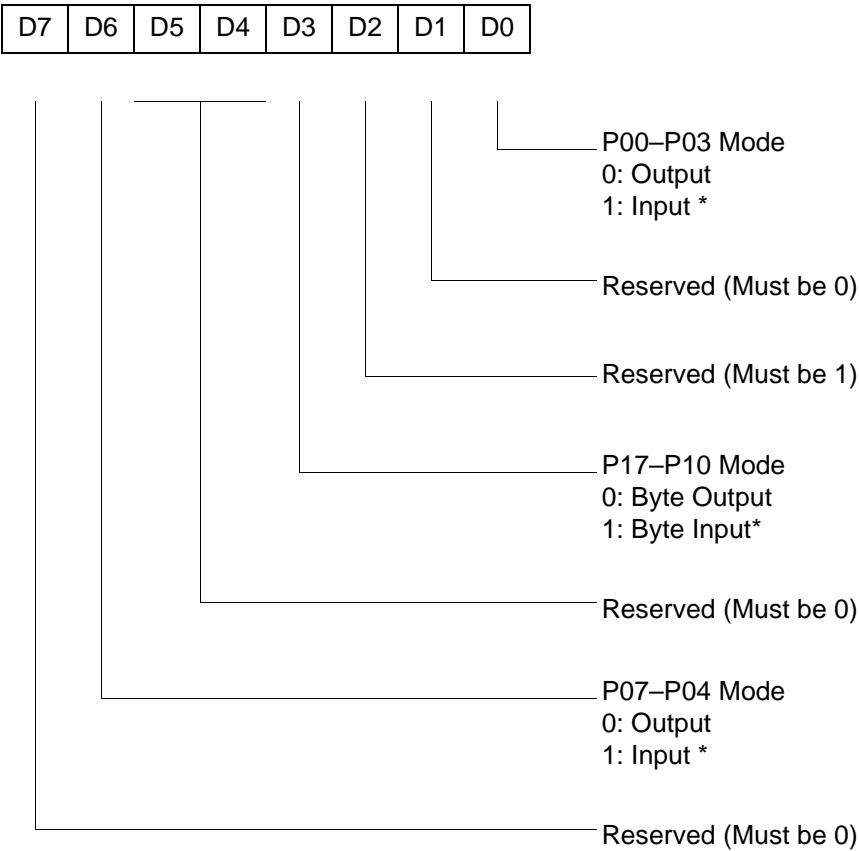 D7 D6 D5 D4 D3 D2 D1 D0
P00–P03 Mode
0: Output
1: Input *
Reserved (Must be 0)
Reserved (Must be 1)
P17–P10 Mode
0: Byte Output
1: Byte Input*
Reserved (Must be 0)
P07–P04 Mode
0: Output
1: Input *
Reserved (Must be 0)